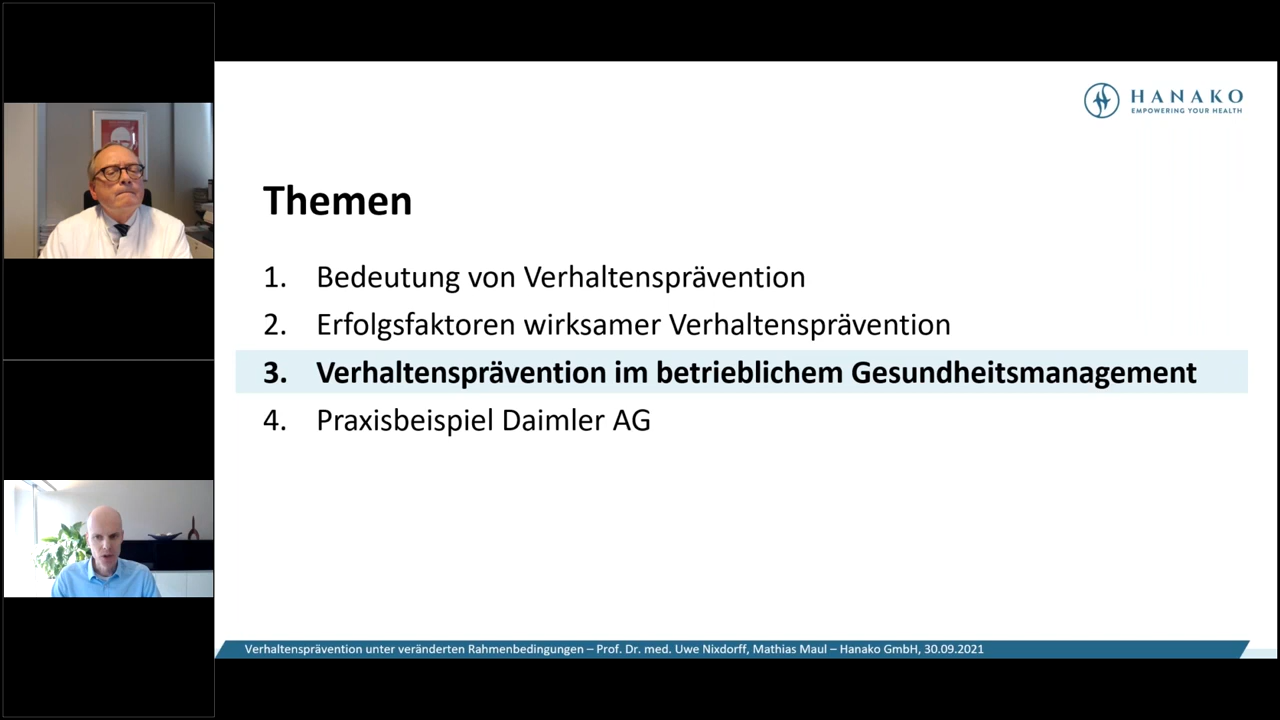 HANAKO
EMPOWERING YOUR HEALTH
Themen
1. Bedeutung von Verhaltensprävention
2. Erfolgsfaktoren wirksamer Verhaltensprävention
3. Verhaltensprävention im betrieblichem Gesundheitsmanagement
4. Praxisbeispiel Daimler AG
Verhaltensprävention unter veränderten Rahmenbedingungen – Prof. Dr. med. Uwe Nixdorff, Mathias Maul – Hanako GmbH, 30.09.2021